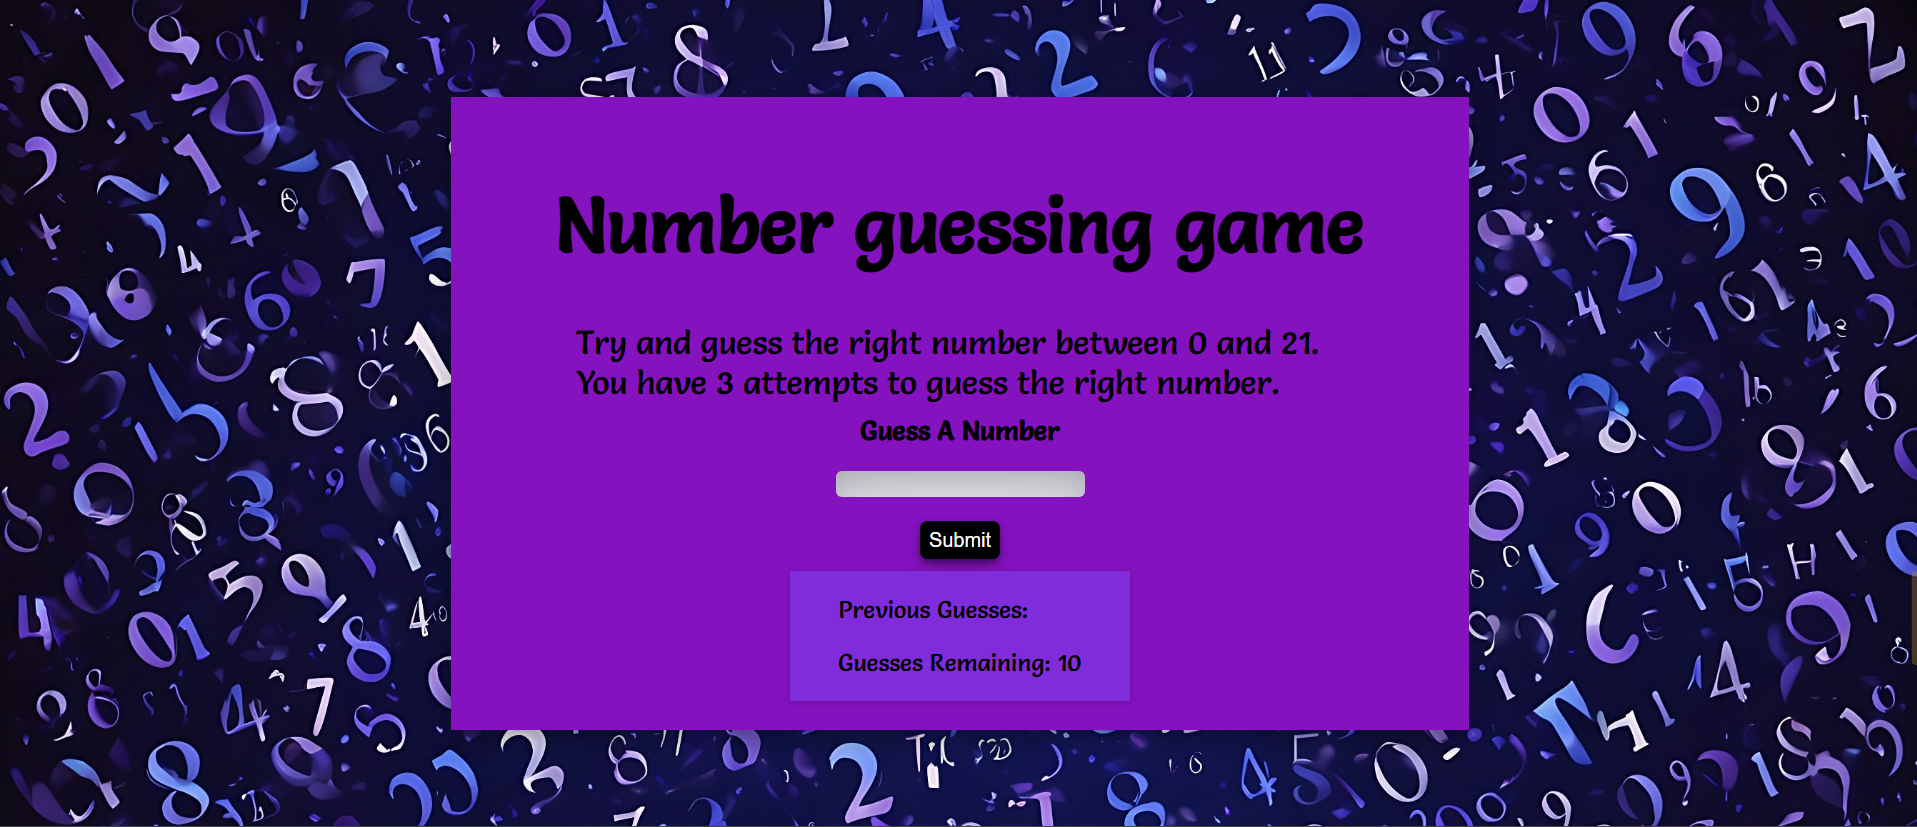 Number guessing game
Try and guess the right number between 0 and 21.
You have 3 attempts to guess the right number.
Guess A Number
Submit
Previous Guesses:
Guesses Remaining: 10